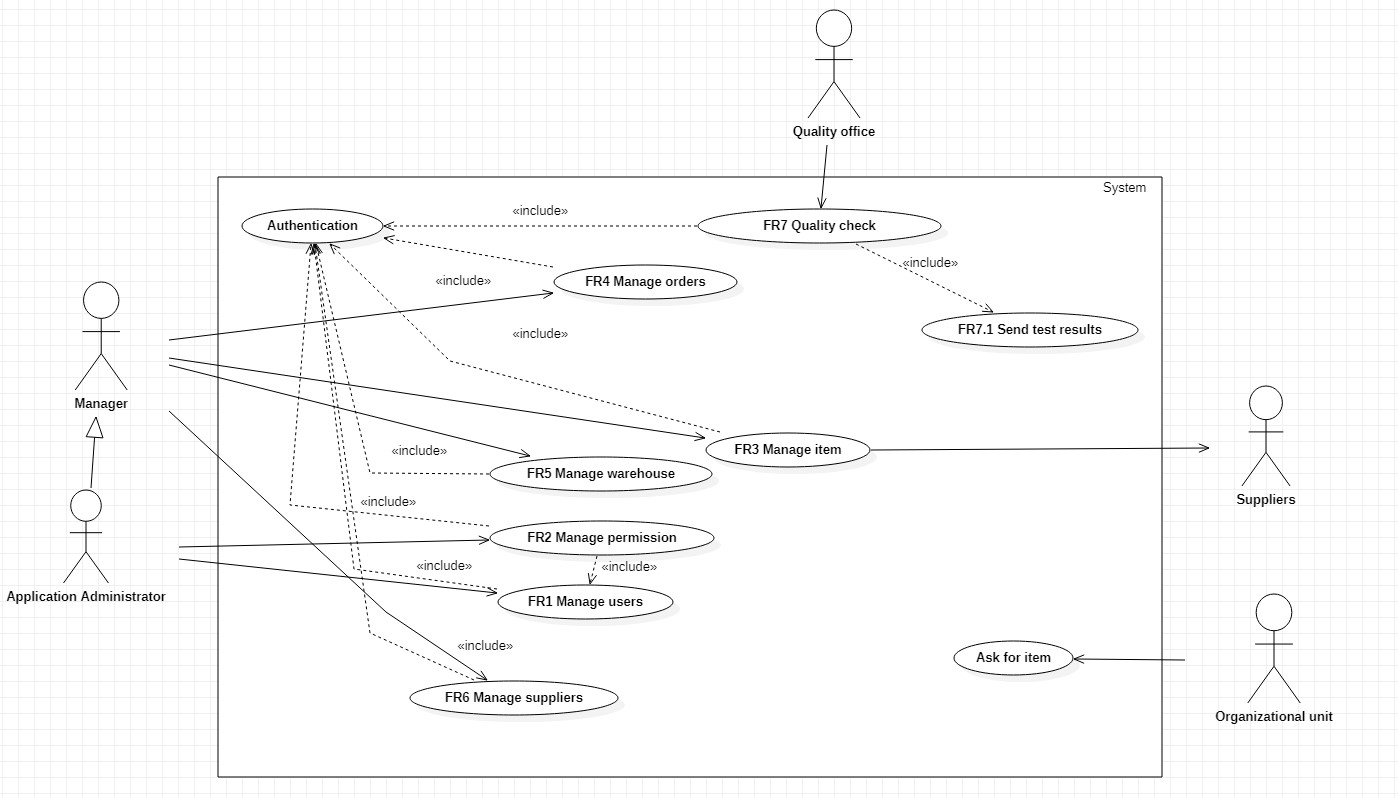 Quality office
System
Authentication
«include»
FR7 Quality check
«include»
FR4 Manage orders
«include»
FR7.1 Send test results
«include»
Manager
FR3 Manage item
«include»
FR5 Manage warehouse
Suppliers
«include»
FR2 Manage permission
«include»
«include»
Application Administrator
FR1 Manage users
«include»
Ask for item
FR6 Manage suppliers
Organizational unit